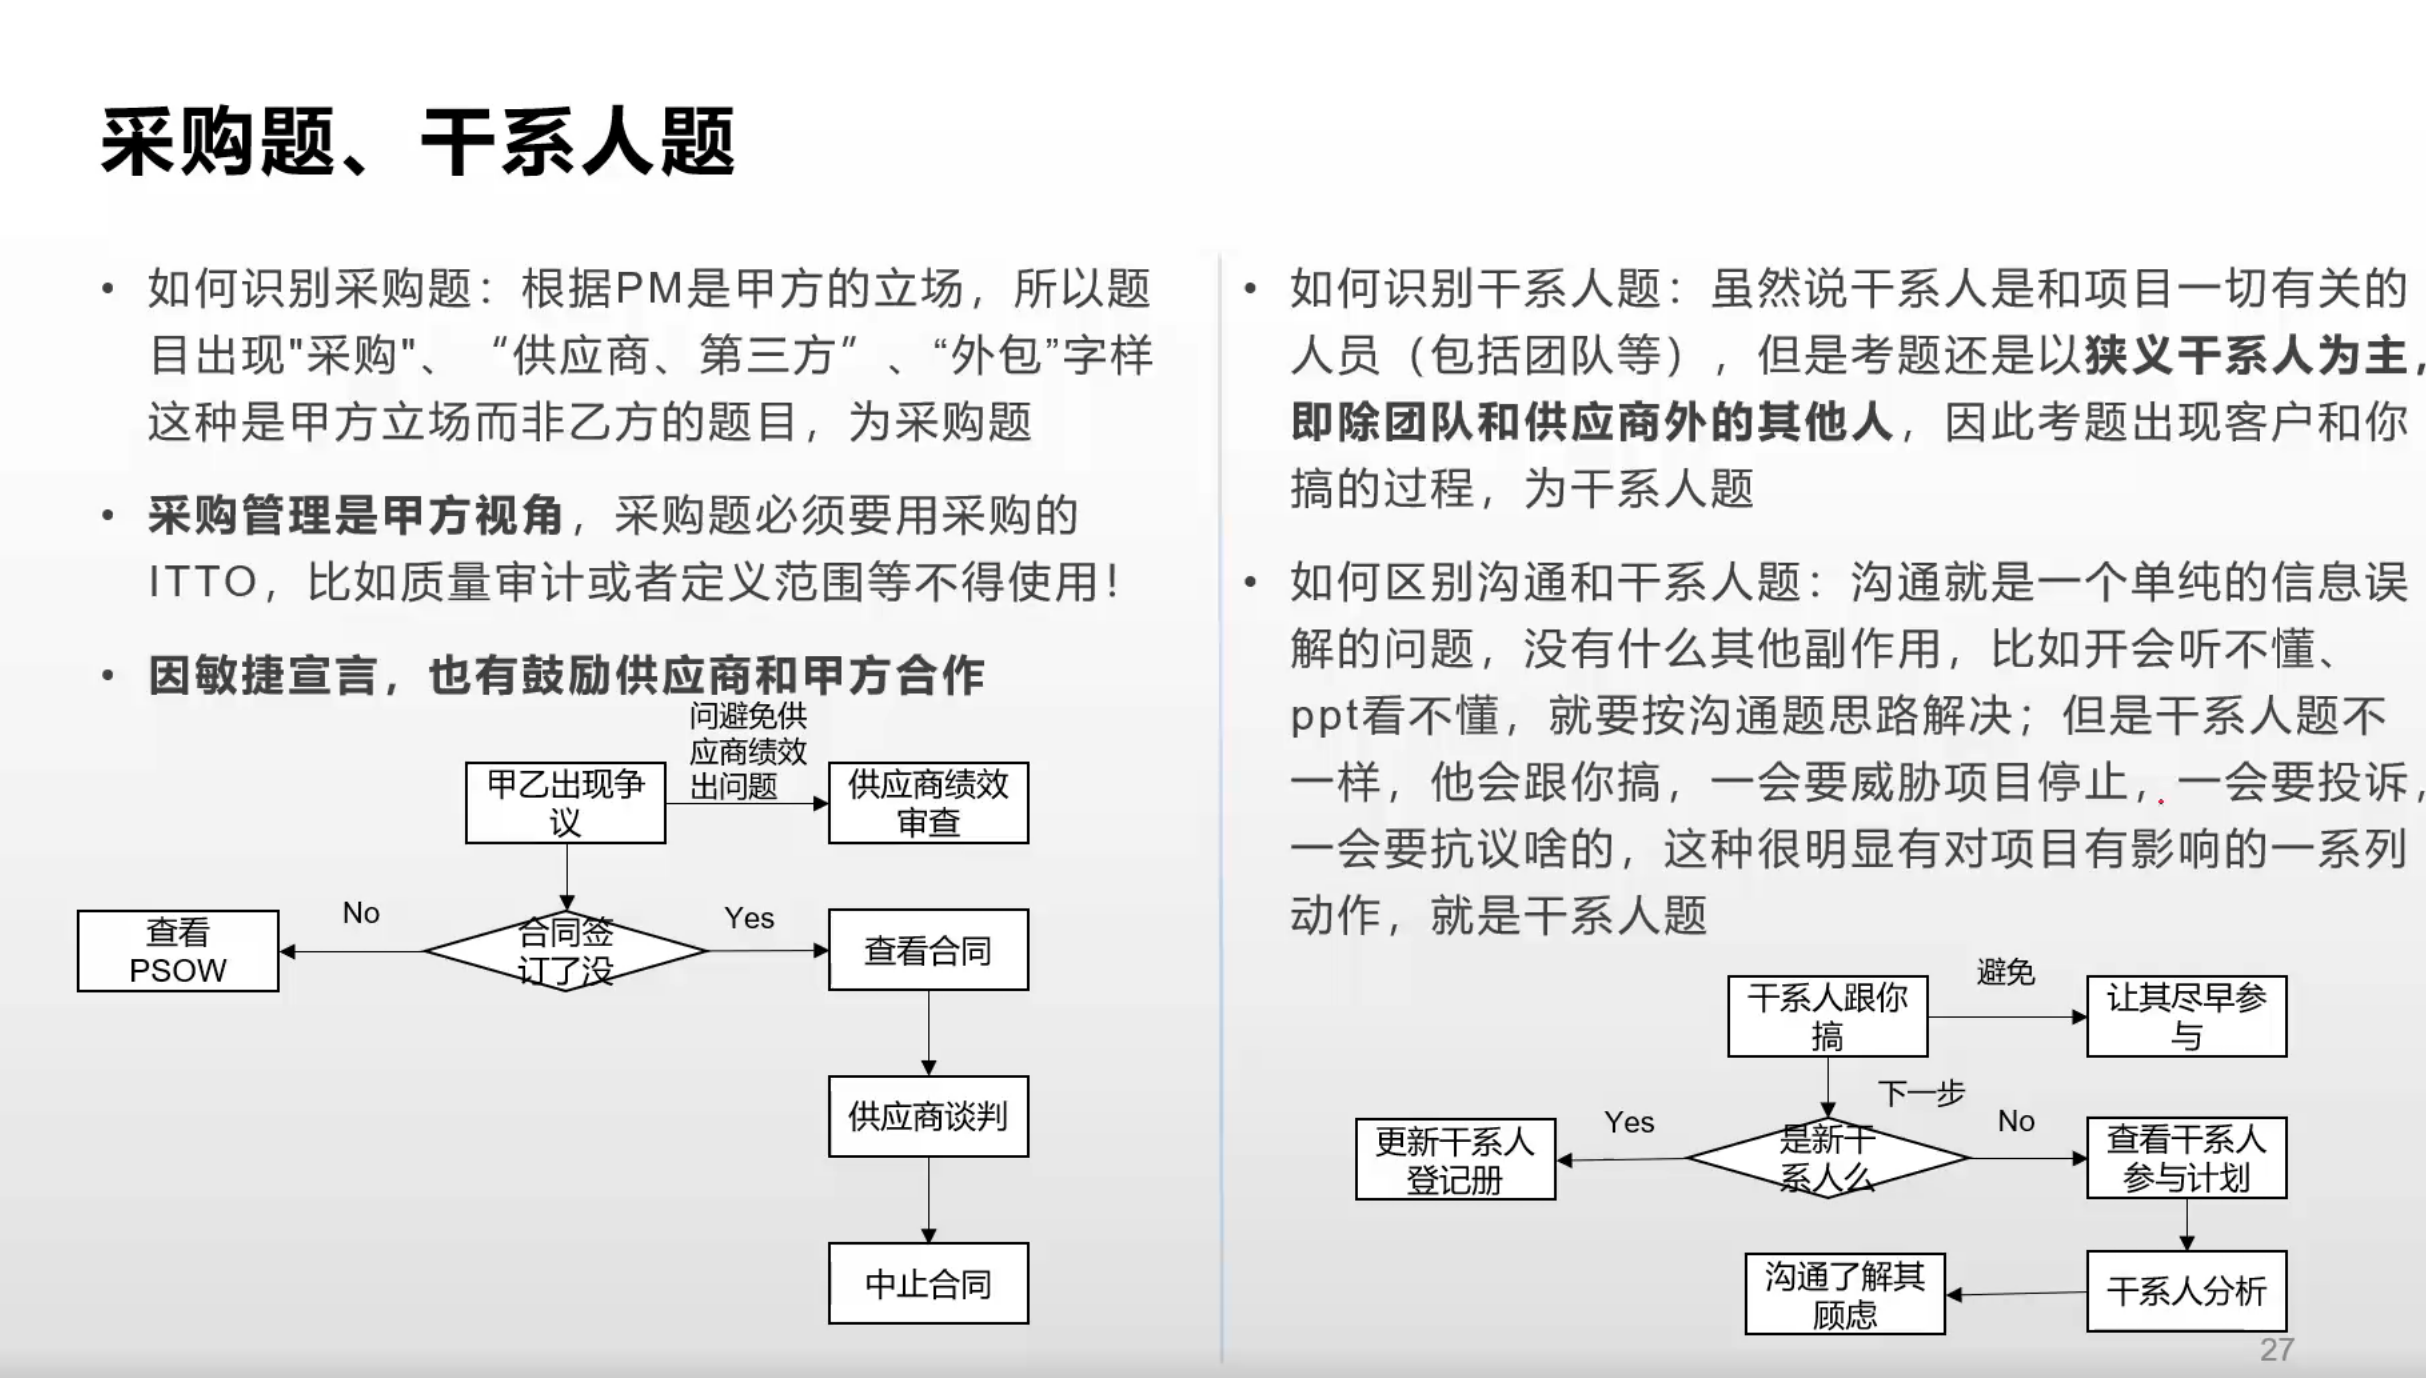 采购题、干系人题
• 如何识别采购题：根据PM是甲方的立场，所以题
目出现"采购"、“供应商、第三方”、“外包”字样
这种是甲方立场而非乙方的题目，为采购题
• 采购管理是甲方视角，采购题必须要用采购的
ITTO，比如质量审计或者定义范围等不得使用！
• 因敏捷宣言，也有鼓励供应商和甲方合作
问避免供
应商绩效
出问题
甲乙出现争
议
供应商绩效
审查
No
合同签
订了没
Yes
查看
PSOW
查看合同
供应商谈判
中止合同
• 如何识别干系人题：虽然说干系人是和项目一切有关的
人员（包括团队等），但是考题还是以狭义干系人为主，
即除团队和供应商外的其他人，因此考题出现客户和你
搞的过程，为干系人题
• 如何区别沟通和干系人题：沟通就是一个单纯的信息误
解的问题，没有什么其他副作用，比如开会听不懂、
ppt看不懂，就要按沟通题思路解决；但是干系人题不
一样，他会跟你搞，一会要威胁项目停止，一会要投诉，
一会要抗议啥的，这种很明显有对项目有影响的一系列
动作，就是干系人题
干系人跟你
搞
避免
让其尽早参
与
下一步
Yes
是新干
系人么
No
更新干系人
登记册
查看干系人
参与计划
沟通了解其
顾虑
干系人分析
27